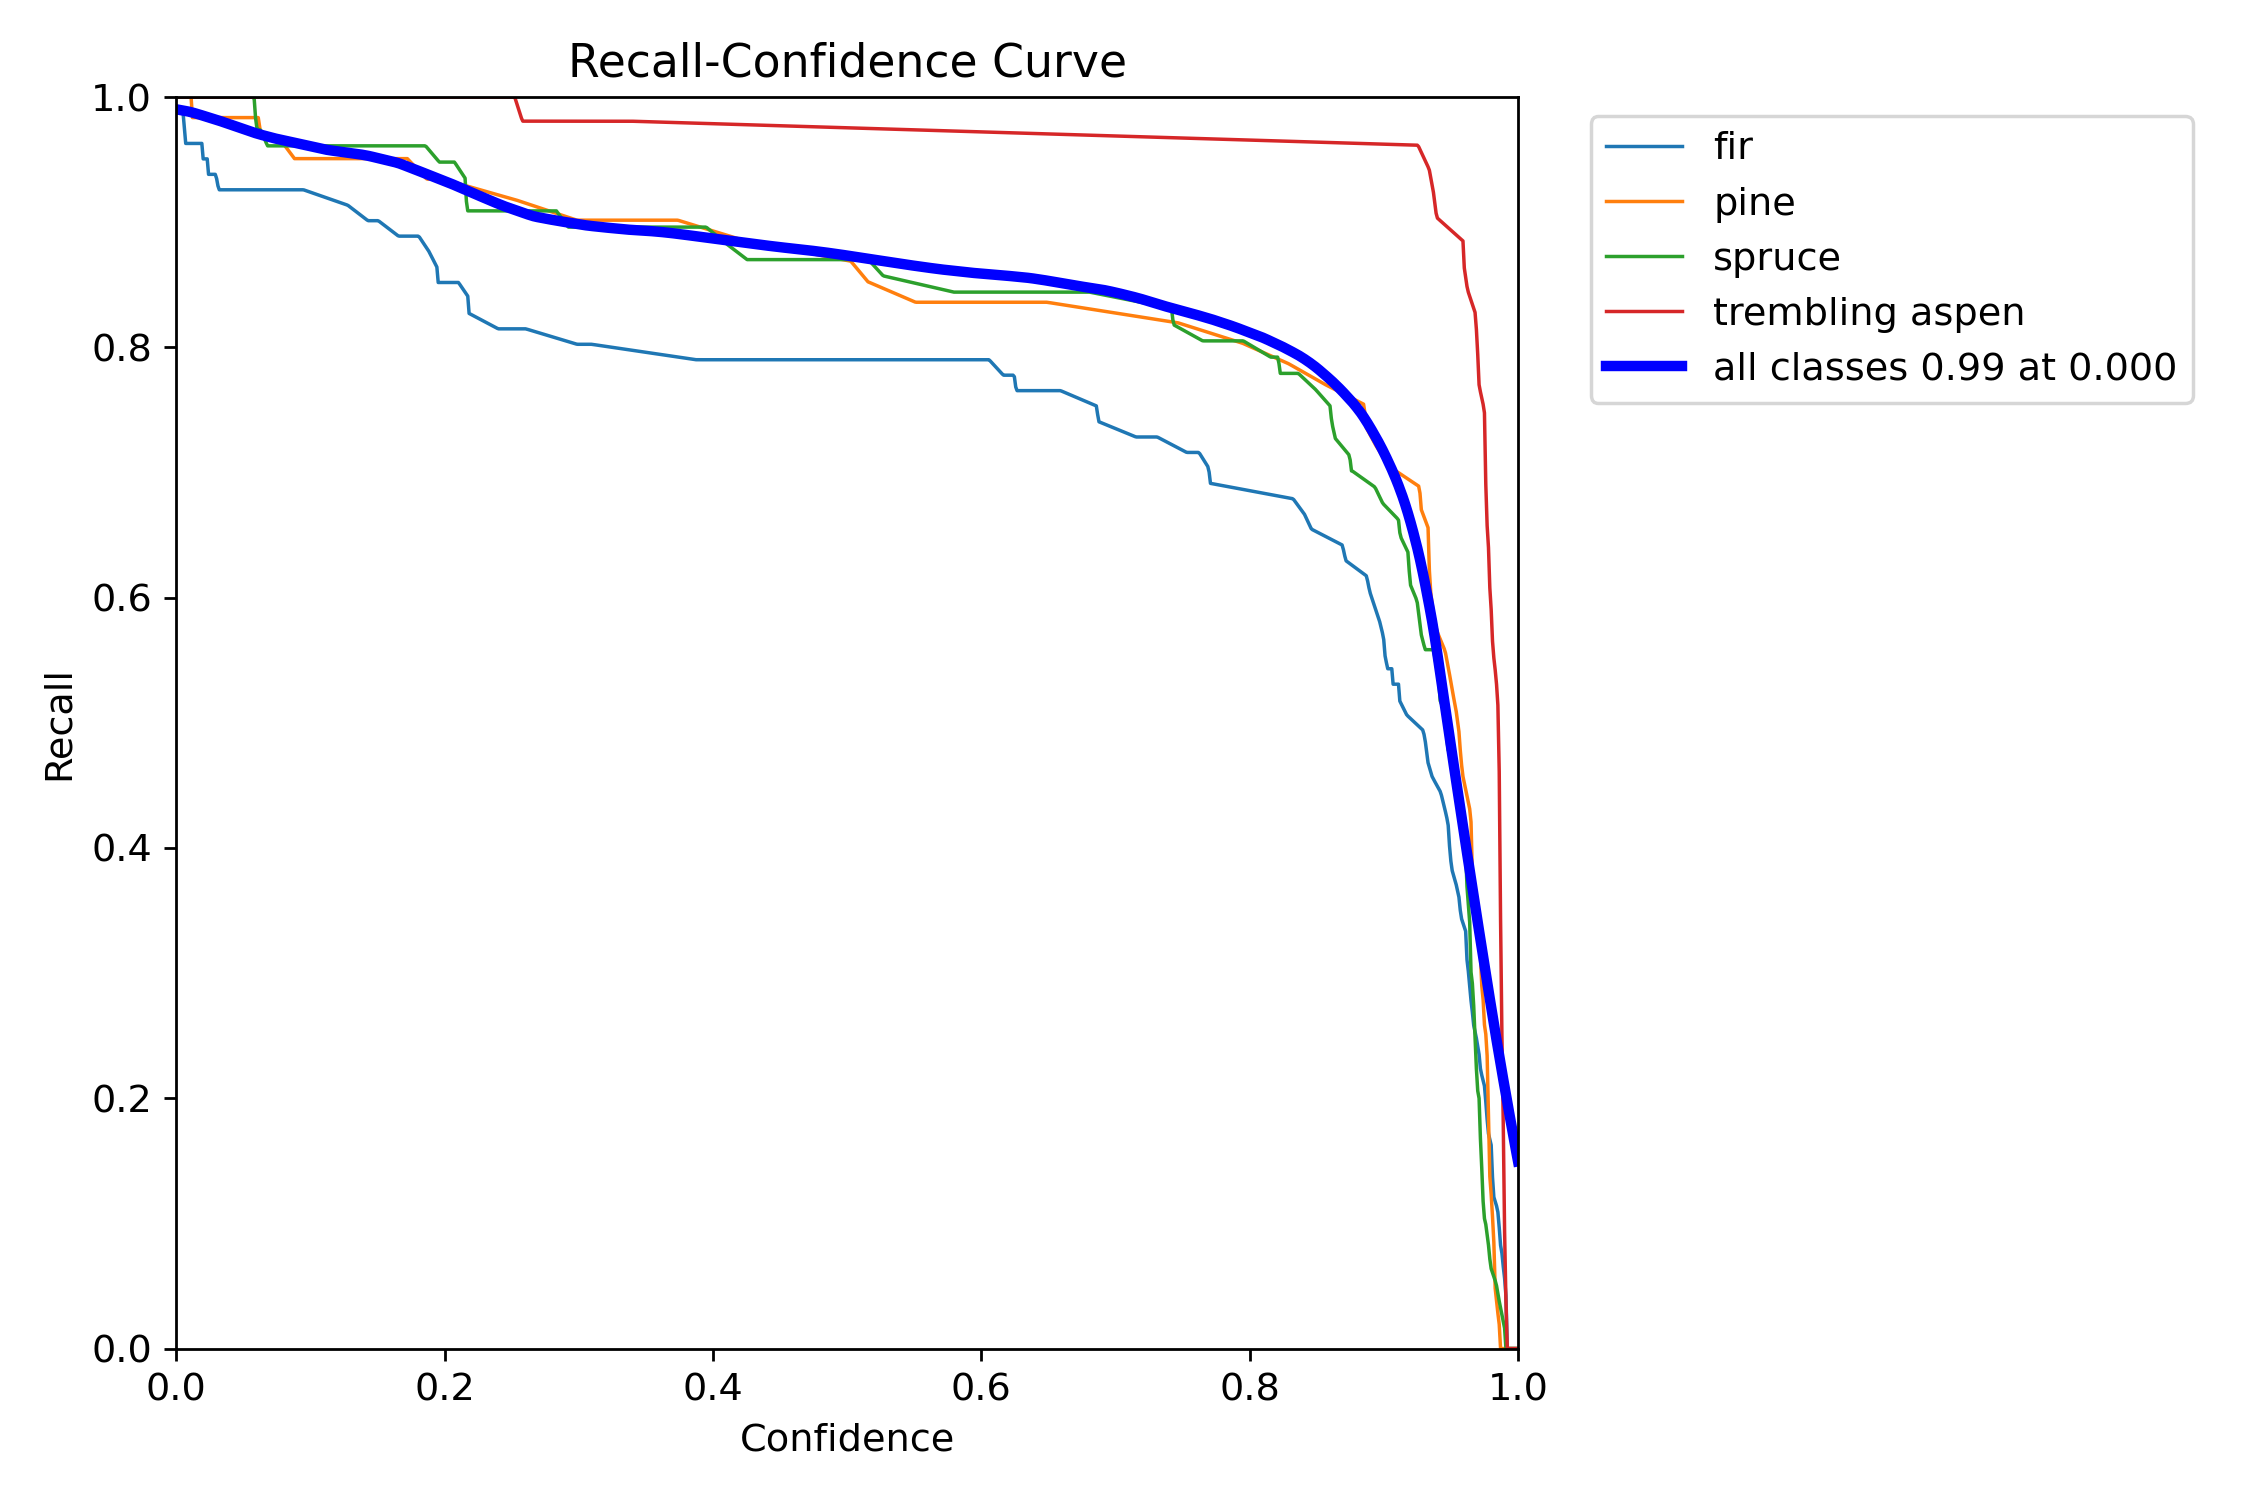 Recall-Confidence Curve
1.0
0.8
0.6
0.4
0.2
0.0
Recall
0.0 0.2 0.4 0.6 0.8 1.0
Confidence
fir
pine
spruce
trembling aspen
all classes 0.99 at 0.000